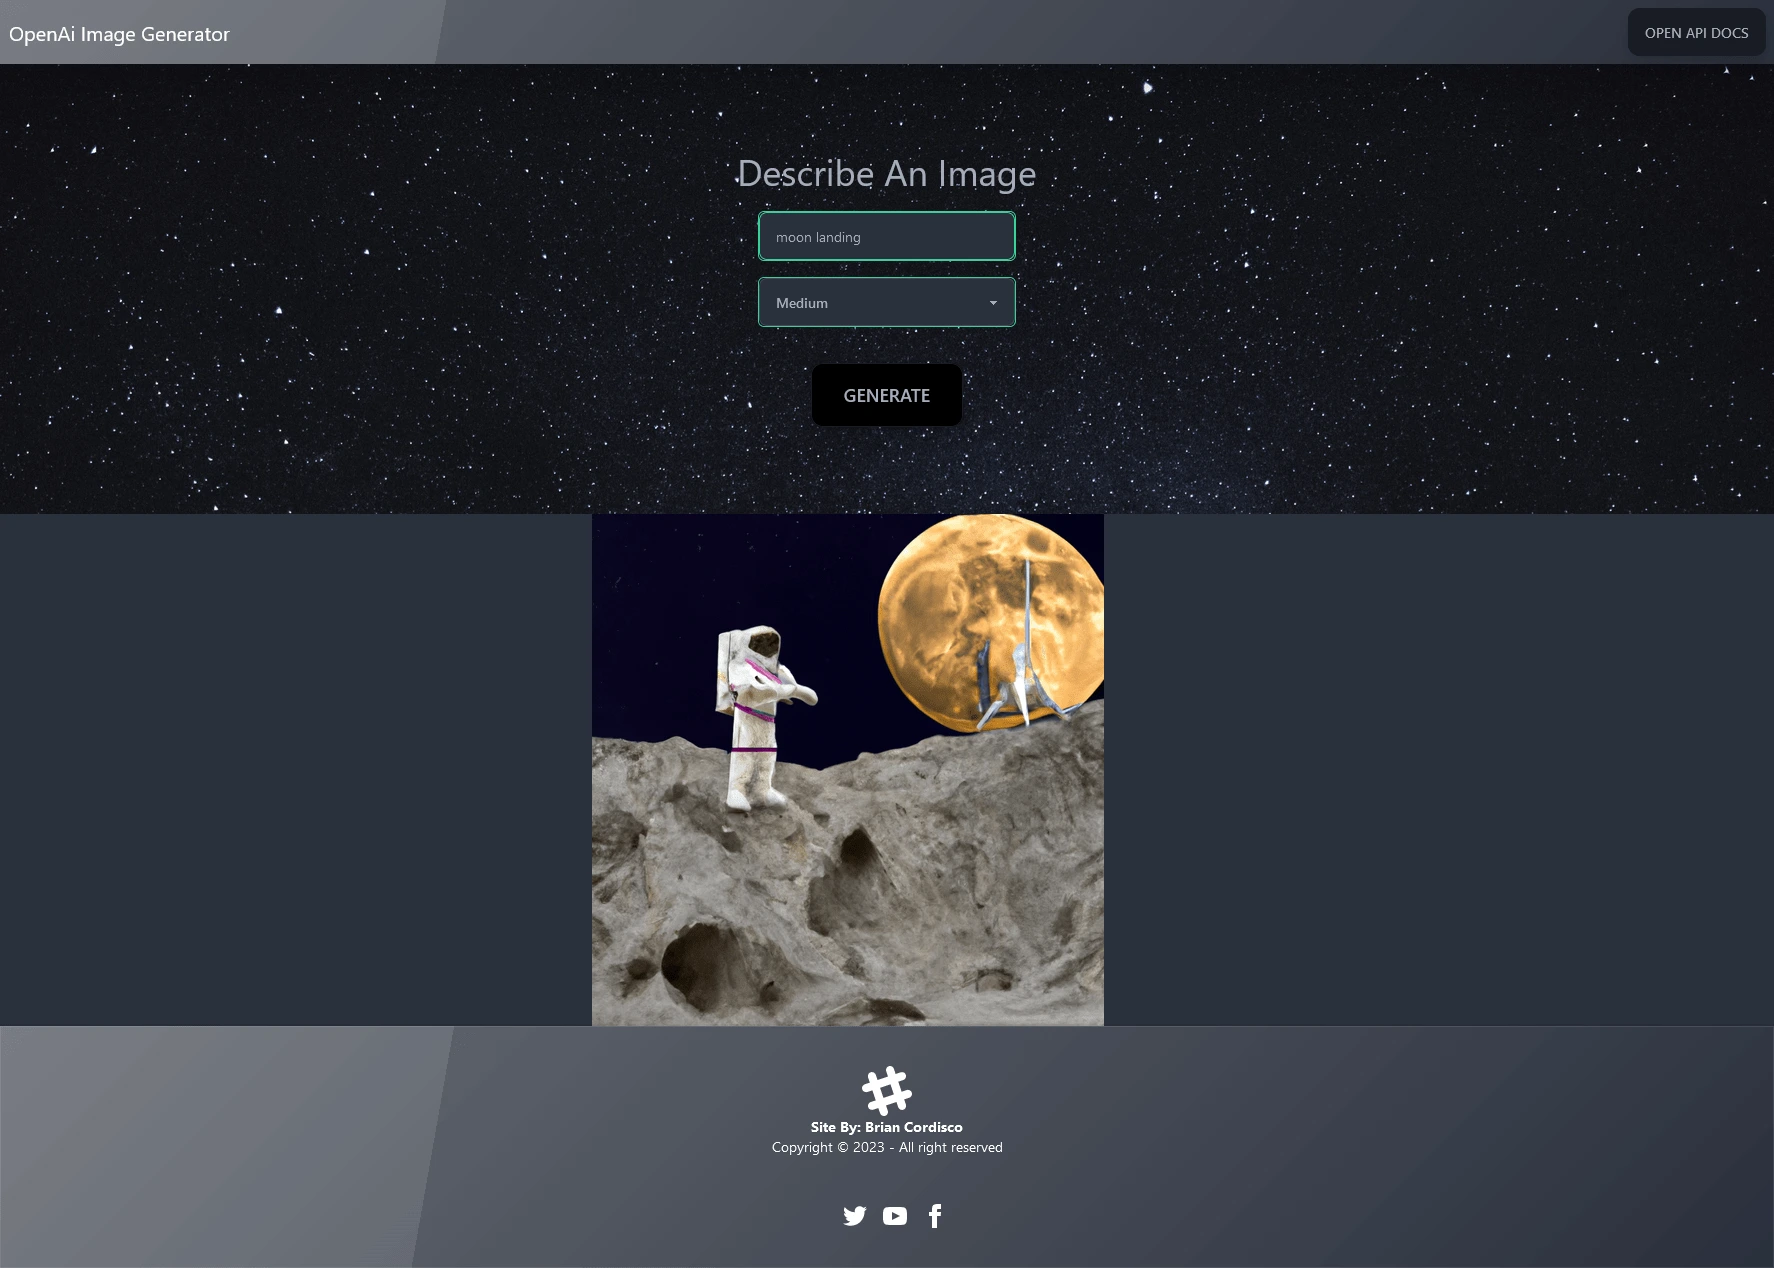 OpenAi Image Generator
OPEN API DOCS
Describe An Image
moon landing
Medium
GENERATE
Site By: Brian Cordisco
Copyright © 2023 - All right reserved